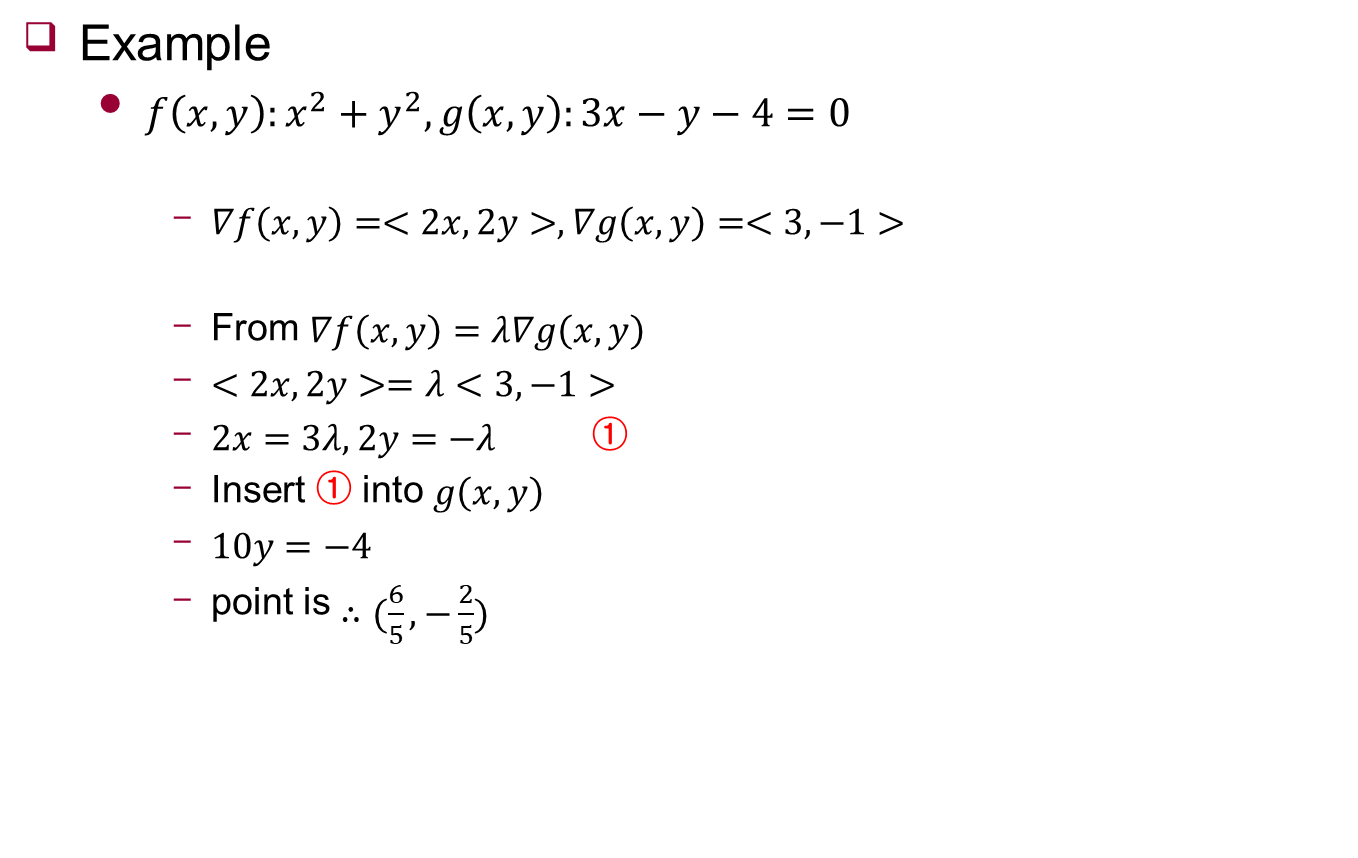 Example
f(x, y): x² + y², g(x, y): 3x − y − 4 = 0
∇f(x, y) =< 2x, 2y >, ∇g(x, y) =< 3, −1 >
From ∇f(x, y) = λ∇g(x, y)
< 2x, 2y >= λ < 3, −1 >
2x = 3λ, 2y = −λ ①
Insert ① into g(x, y)
10y = −4
point is ∴ (6/5, −2/5)